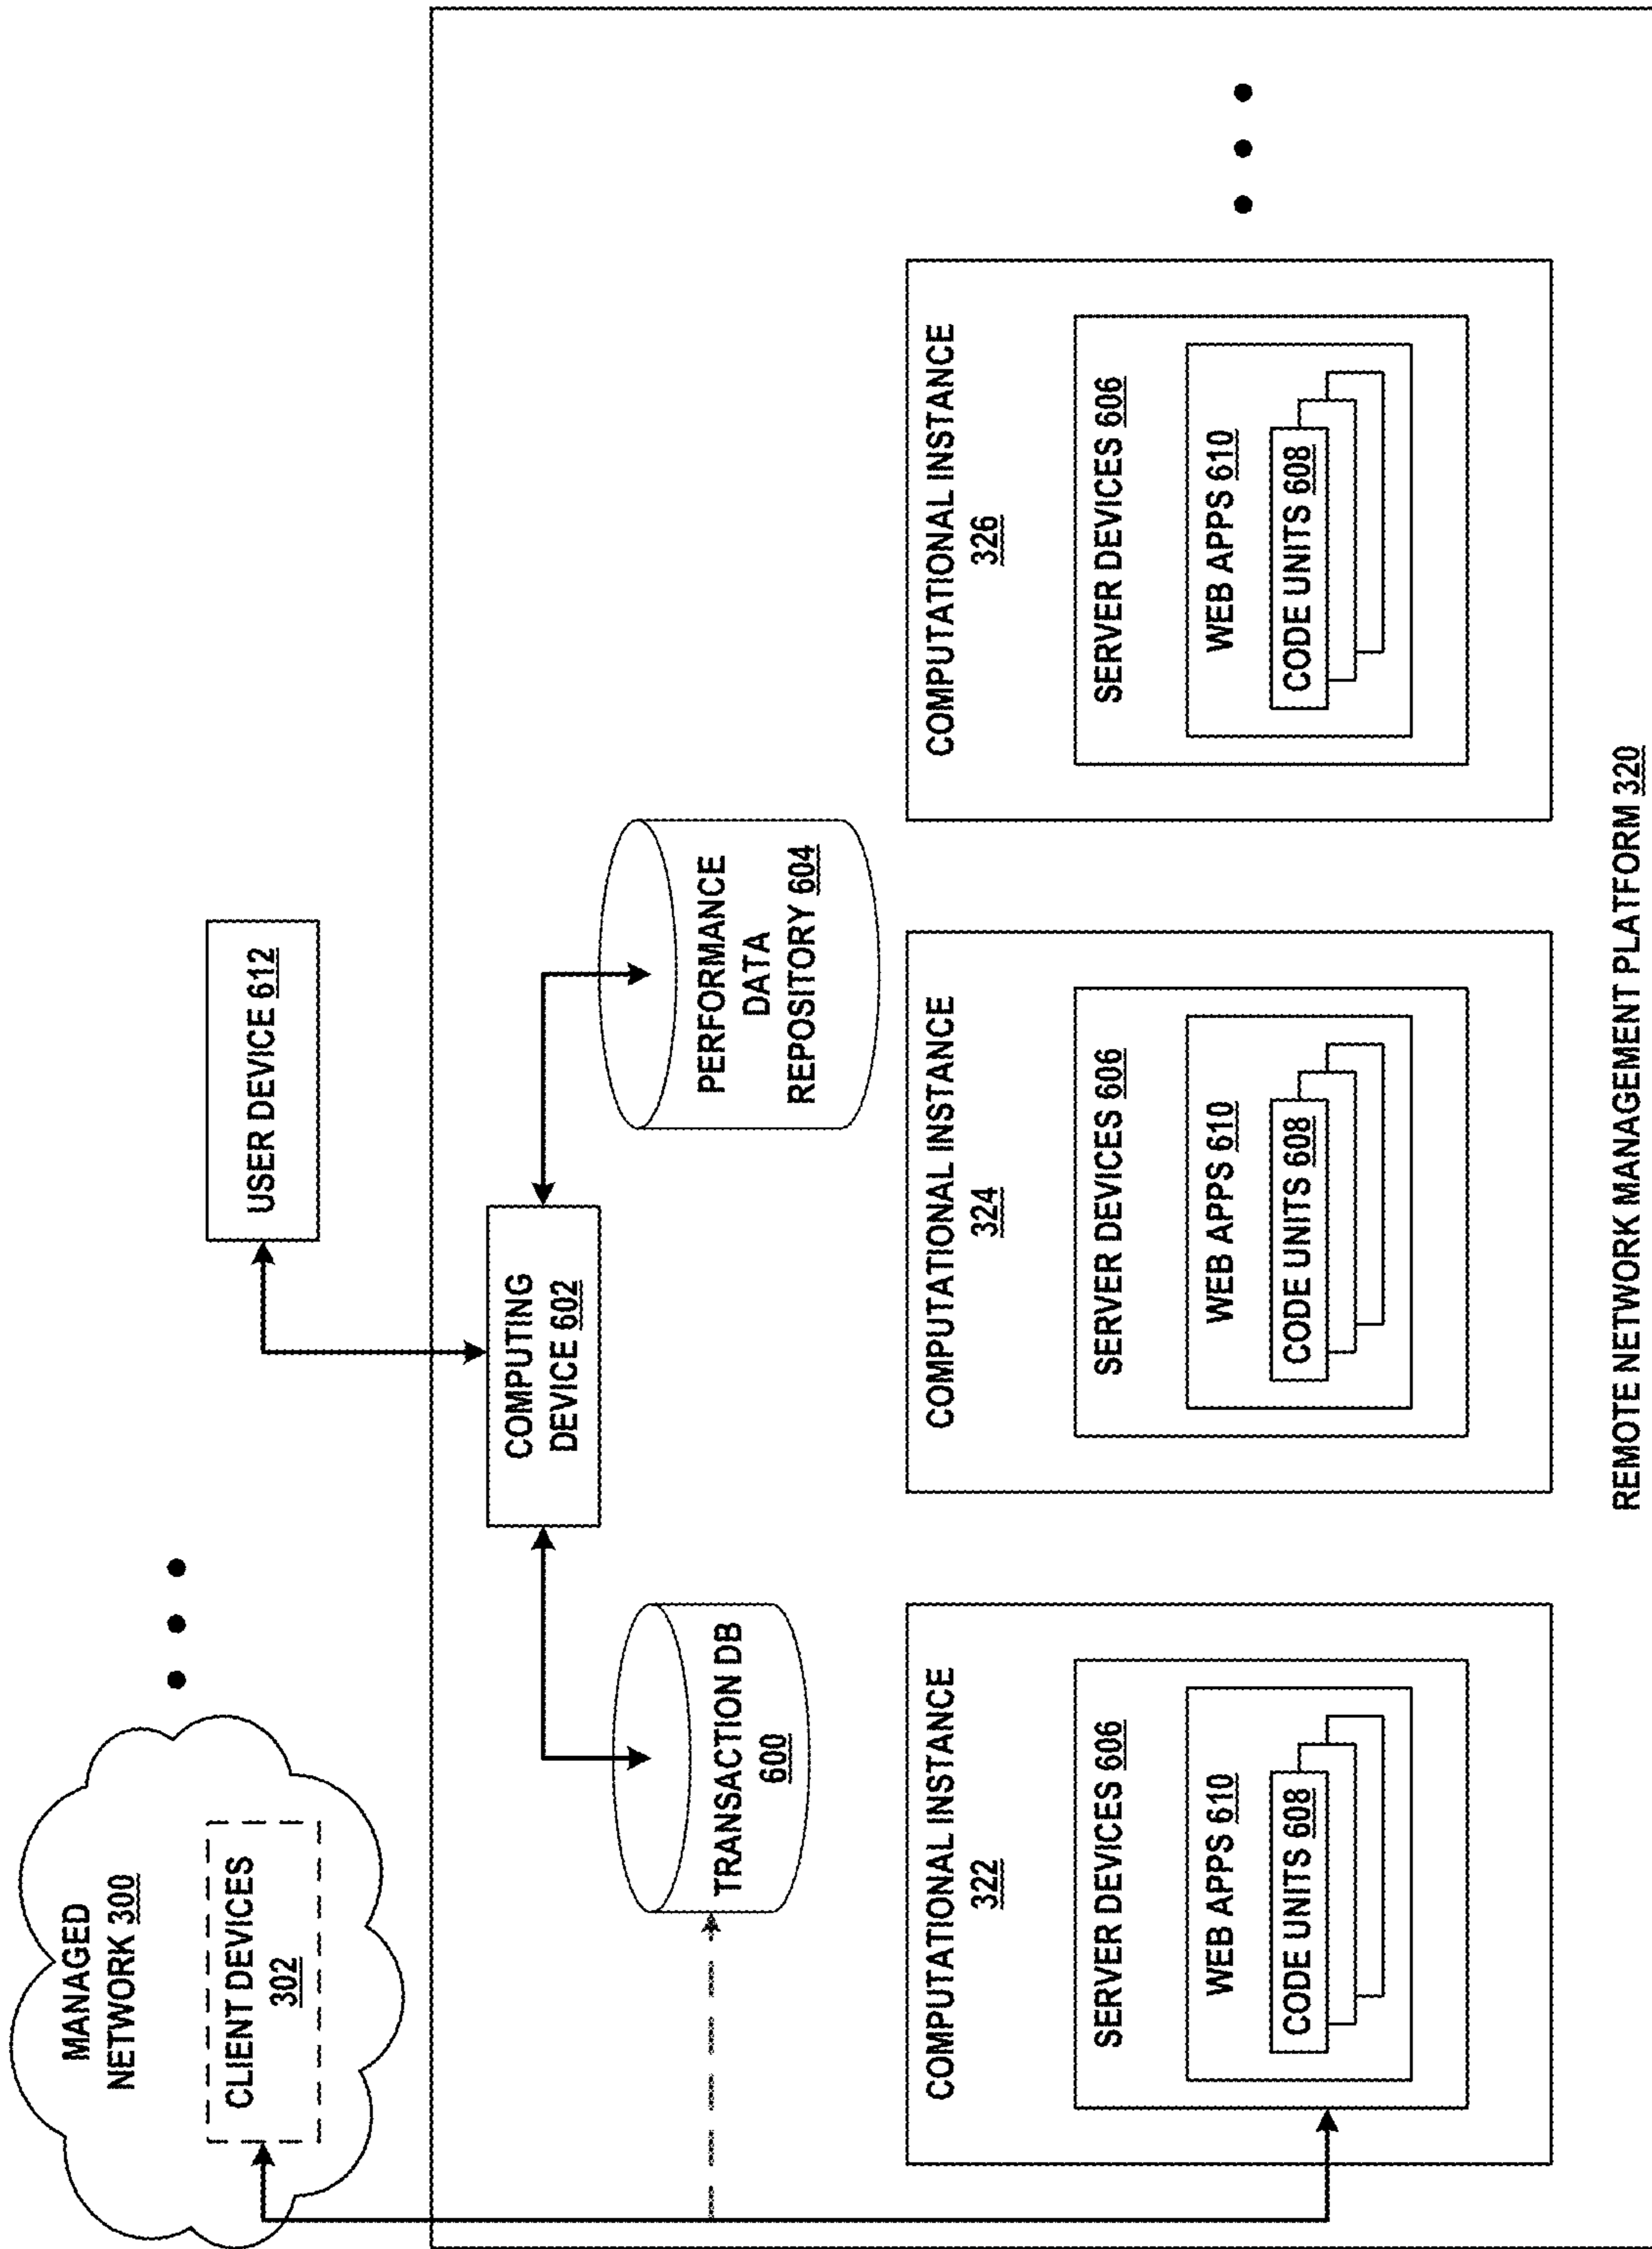 MANAGED
NETWORK 300
CLIENT DEVICES
302
USER DEVICE 612
COMPUTING
DEVICE 602
TRANSACTION DB
600
PERFORMANCE
DATA
REPOSITORY 604
COMPUTATIONAL INSTANCE
322
SERVER DEVICES 606
WEB APPS 610
CODE UNITS 608
COMPUTATIONAL INSTANCE
324
SERVER DEVICES 606
WEB APPS 610
CODE UNITS 608
COMPUTATIONAL INSTANCE
326
SERVER DEVICES 606
WEB APPS 610
CODE UNITS 608
REMOTE NETWORK MANAGEMENT PLATFORM 320